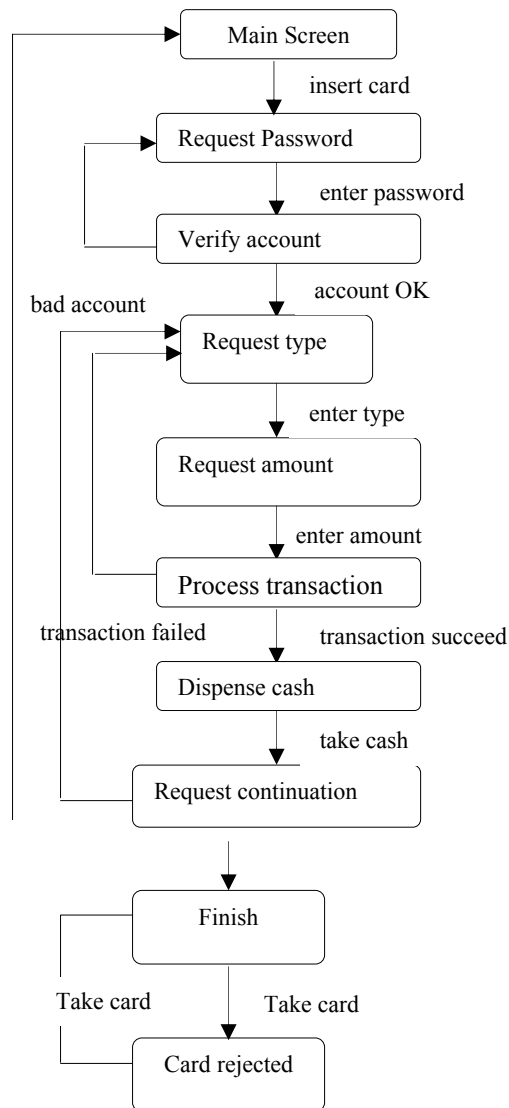 Main Screen
insert card
Request Password
enter password
Verify account
account OK
bad account
Request type
enter type
Request amount
enter amount
Process transaction
transaction failed
transaction succeed
Dispense cash
take cash
Request continuation
Finish
Take card
Take card
Card rejected